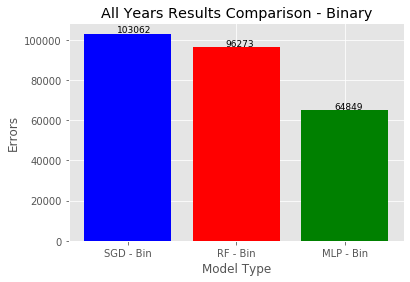 All Years Results Comparison - Binary
103062
96273
64849
100000
80000
60000
40000
20000
0
Errors
SGD - Bin
RF - Bin
MLP - Bin
Model Type